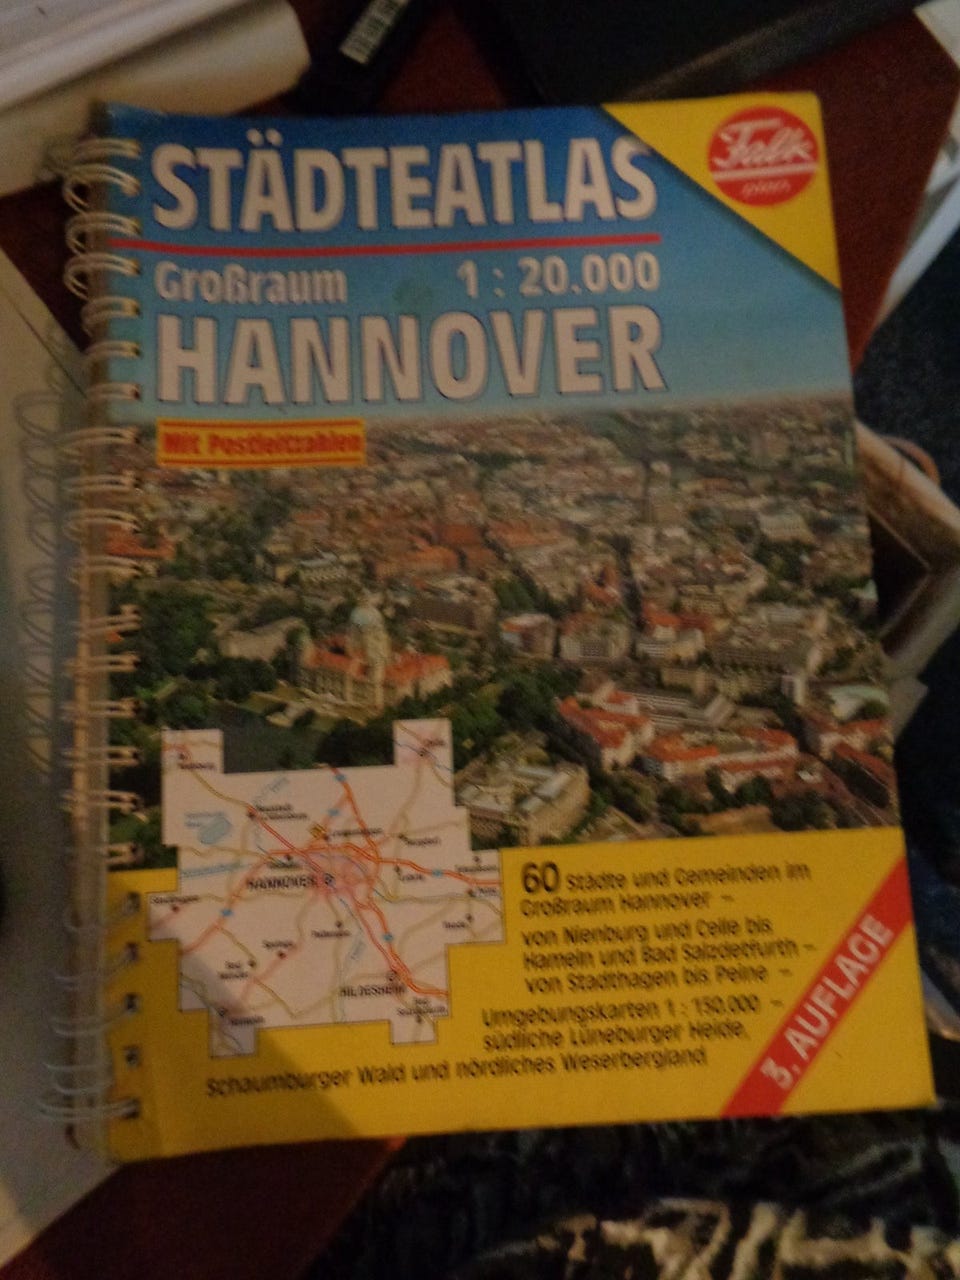 Falk
STÄDTEATLAS
Großraum 1 : 20.000
HANNOVER
Mit Postleitzahlen
HANNOVER
HILDESHEIM
60 Städte und Gemeinden im
Großraum Hannover –
von Nienburg und Celle bis
Hameln und Bad Salzdetfurth –
von Stadthagen bis Peine –
Umgebungskarten 1 : 150.000 –
südliche Lüneburger Heide,
Schaumburger Wald und nördliches Weserbergland
3. AUFLAGE